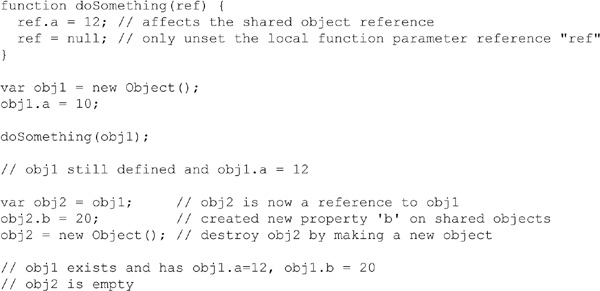 function doSomething(ref) {
  ref.a = 12; // affects the shared object reference
  ref = null; // only unset the local function parameter reference "ref"
}

var obj1 = new Object();
obj1.a = 10;

doSomething(obj1);

// obj1 still defined and obj1.a = 12

var obj2 = obj1;     // obj2 is now a reference to obj1
obj2.b = 20;         // created new property 'b' on shared objects
obj2 = new Object(); // destroy obj2 by making a new object

// obj1 exists and has obj1.a=12, obj1.b = 20
// obj2 is empty